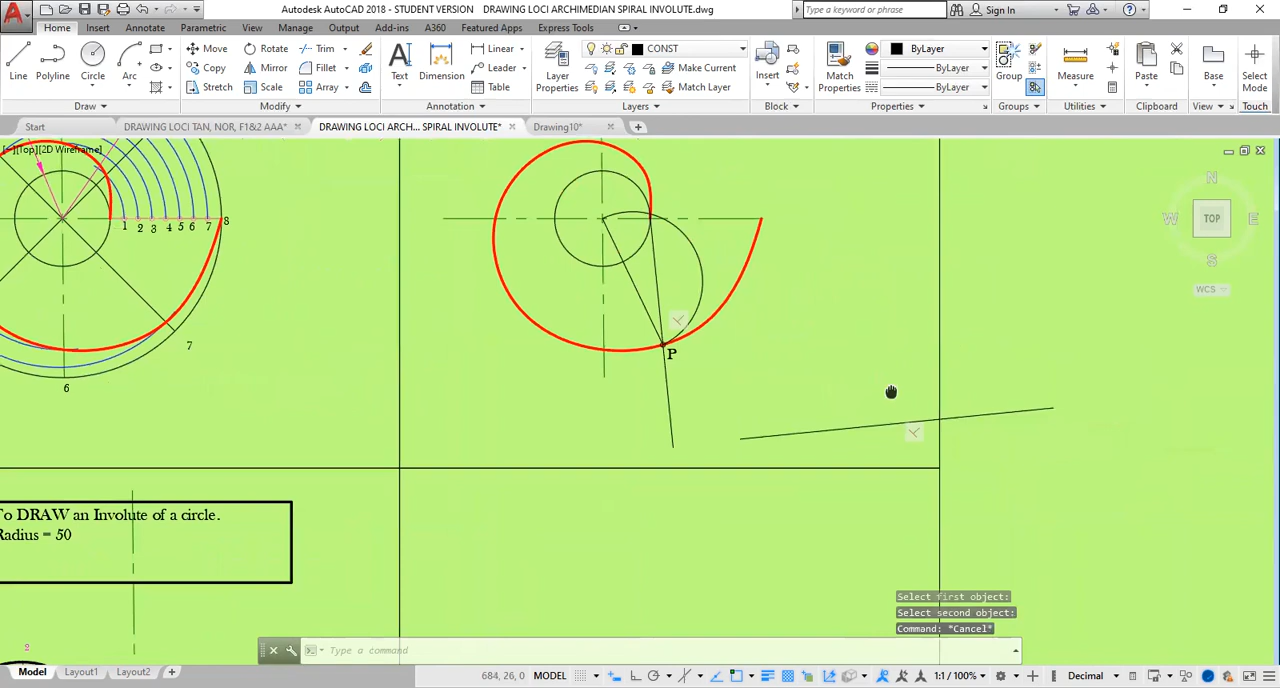 Autodesk AutoCAD 2018 - STUDENT VERSION DRAWING LOCI ARCHIMEDIAN SPIRAL INVOLUTE.dwg
Type a keyword or phrase
Sign In
Home Insert Annotate Parametric View Manage Output Add-ins A360 Featured Apps Express Tools
Line Polyline Circle Arc
Move Rotate Trim
Copy Mirror Fillet
Stretch Scale Array
Text Dimension
Linear
Leader
Table
Layer Properties
CONST
Make Current
Match Layer
Insert
Match Properties
ByLayer
ByLayer
ByLayer
Group
Measure
Paste
Base
Select Mode
Draw Modify Annotation Layers Block Properties Groups Utilities Clipboard View Touch
Start DRAWING LOCI TAN, NOR, F1&2 AAA* DRAWING LOCI ARCH... SPIRAL INVOLUTE* Drawing10*
[−][Top][2D Wireframe]
N
W TOP E
S
WCS
1 2 3 4 5 6 7 8
7
6
P
To DRAW an Involute of a circle.
Radius = 50
2
Select first object:
Select second object:
Command: *Cancel*
Type a command
Model Layout1 Layout2
684, 26, 0 MODEL 1:1 / 100% Decimal